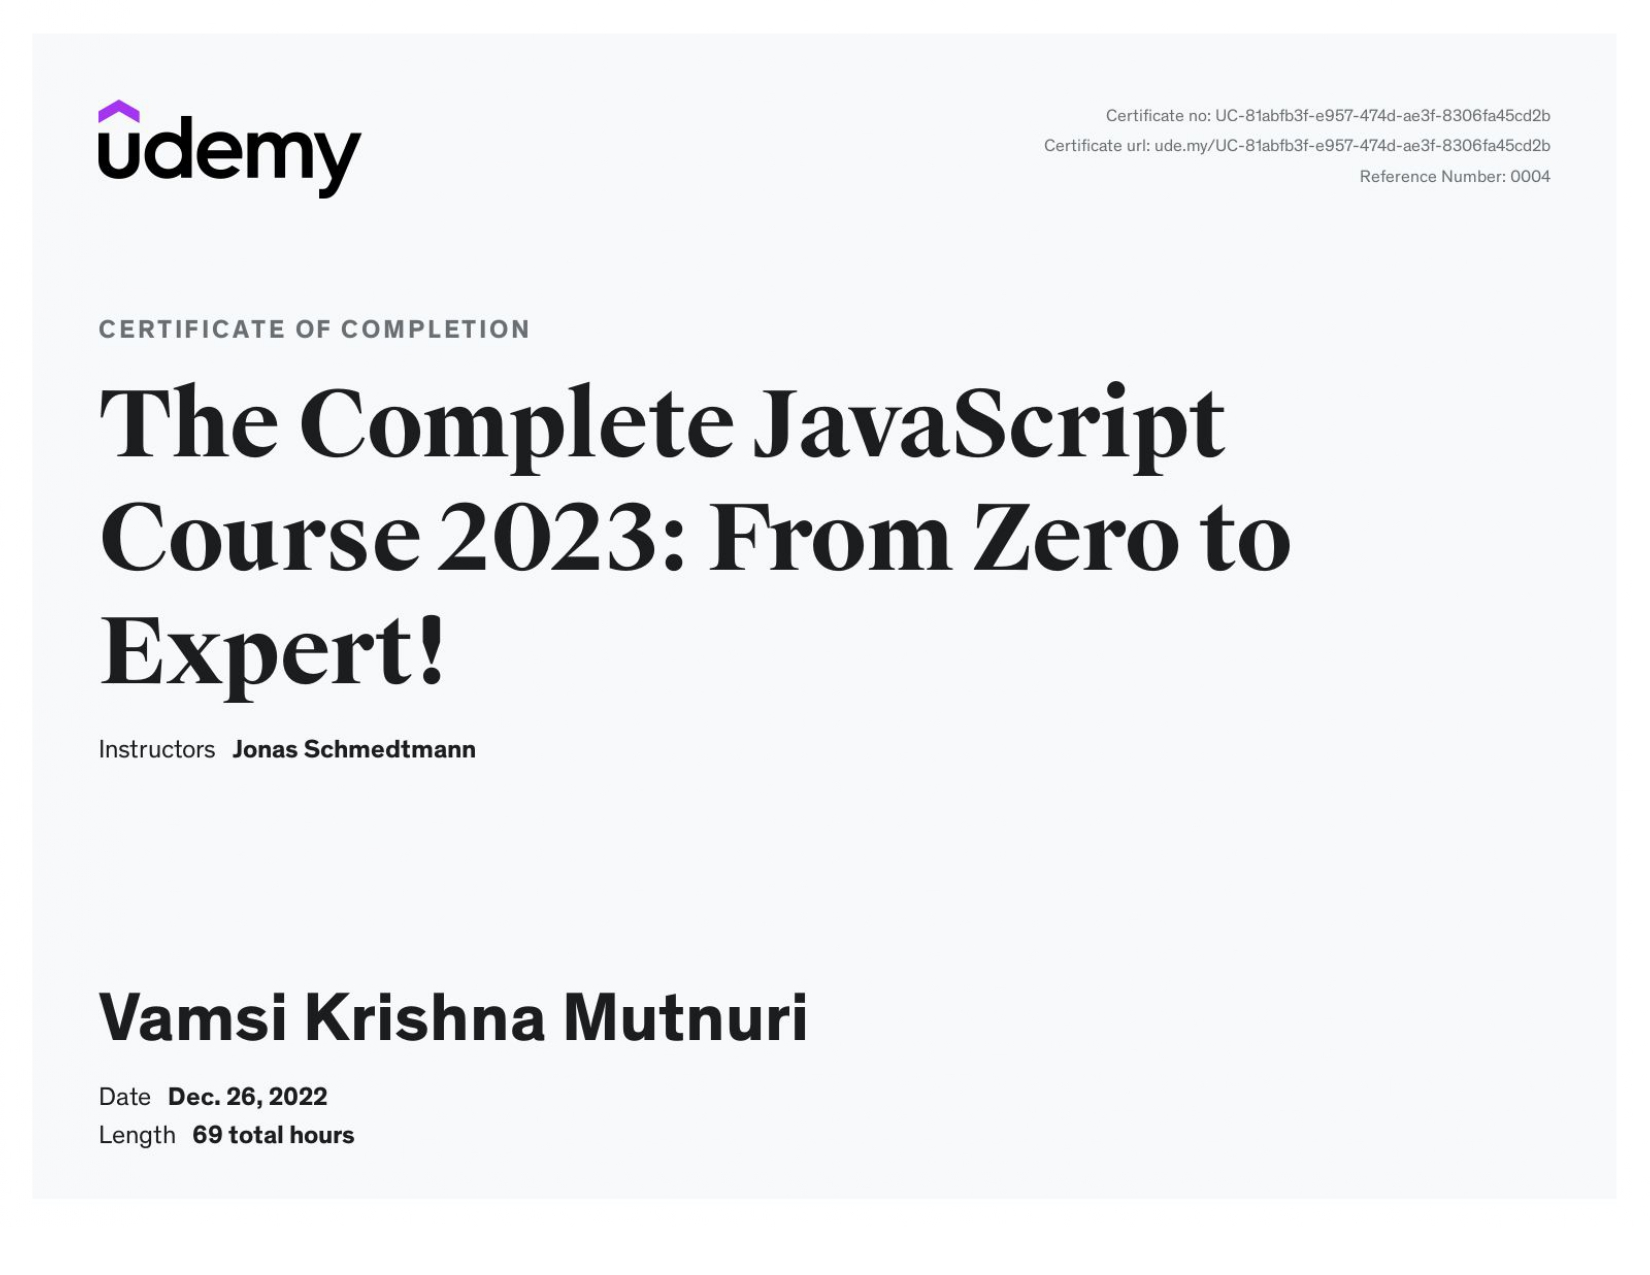 udemy
Certificate no: UC-81abfb3f-e957-474d-ae3f-8306fa45cd2b
Certificate url: ude.my/UC-81abfb3f-e957-474d-ae3f-8306fa45cd2b
Reference Number: 0004
CERTIFICATE OF COMPLETION
The Complete JavaScript
Course 2023: From Zero to
Expert!
Instructors Jonas Schmedtmann
Vamsi Krishna Mutnuri
Date Dec. 26, 2022
Length 69 total hours